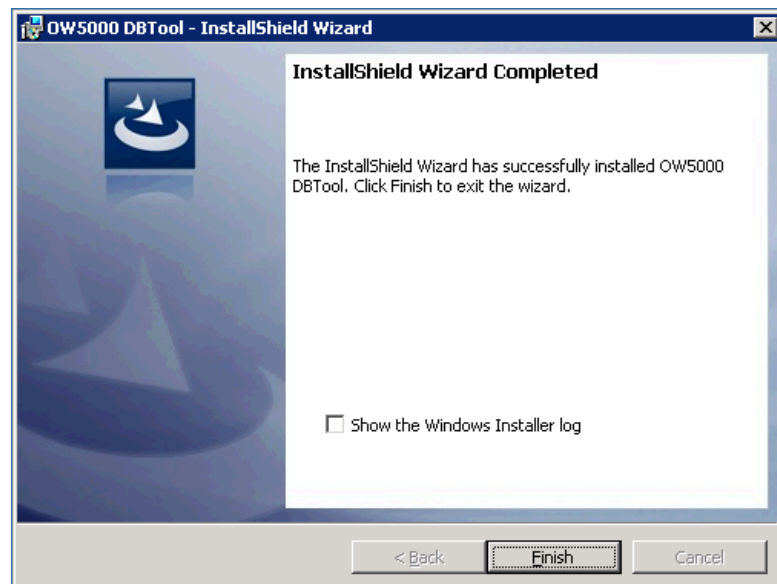 OW5000 DBTool - InstallShield Wizard
InstallShield Wizard Completed
The InstallShield Wizard has successfully installed OW5000
DBTool. Click Finish to exit the wizard.
Show the Windows Installer log
< Back
Finish
Cancel